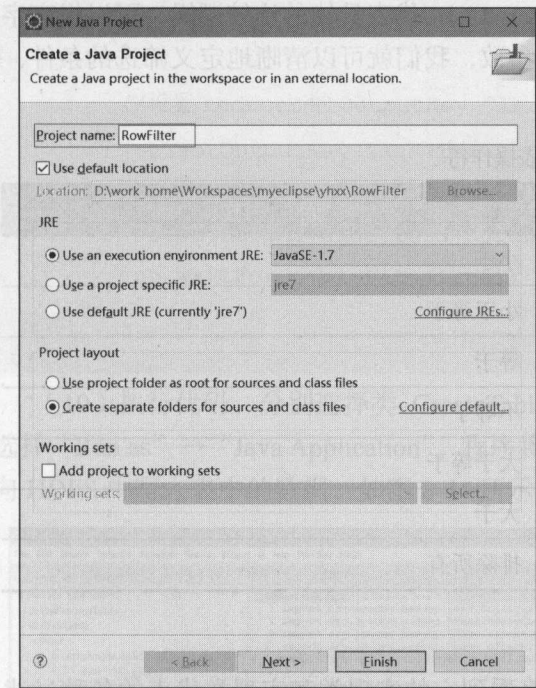 New Java Project
Create a Java Project
Create a Java project in the workspace or in an external location.
Project name: RowFilter
Use default location
Location: D:\work_home\Workspaces\myeclipse\yhxx\RowFilter Browse...
JRE
Use an execution environment JRE: JavaSE-1.7
Use a project specific JRE: jre7
Use default JRE (currently 'jre7') Configure JREs...
Project layout
Use project folder as root for sources and class files
Create separate folders for sources and class files Configure default...
Working sets
Add project to working sets
Working sets: Select...
? < Back Next > Finish Cancel